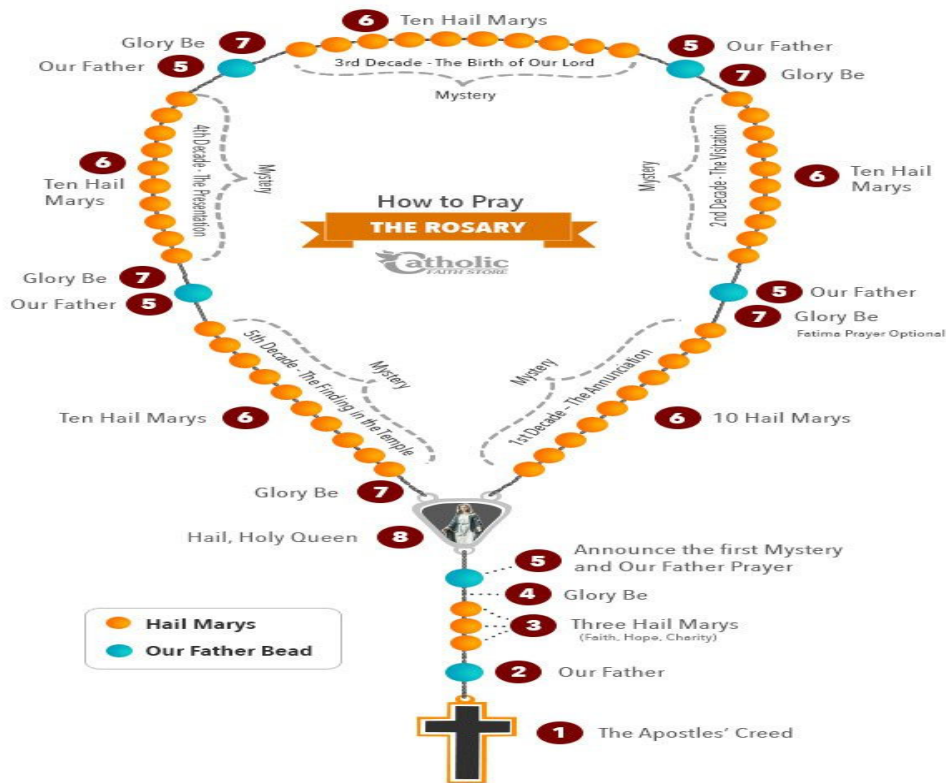 6 Ten Hail Marys
Glory Be 7
Our Father 5
5 Our Father
7 Glory Be
3rd Decade - The Birth of Our Lord
Mystery
4th Decade - The Presentation
Mystery
6
Ten Hail
Marys
2nd Decade - The Visitation
Mystery
6 Ten Hail
Marys
How to Pray
THE ROSARY
Catholic
FAITH STORE
Glory Be 7
Our Father 5
5 Our Father
7 Glory Be
Fatima Prayer Optional
5th Decade - The Finding in the Temple
Mystery
1st Decade – The Annunciation
Mystery
Ten Hail Marys 6
6 10 Hail Marys
Glory Be 7
Hail, Holy Queen 8
5 Announce the first Mystery
and Our Father Prayer
4 Glory Be
3 Three Hail Marys
(Faith, Hope, Charity)
2 Our Father
1 The Apostles’ Creed
Hail Marys
Our Father Bead